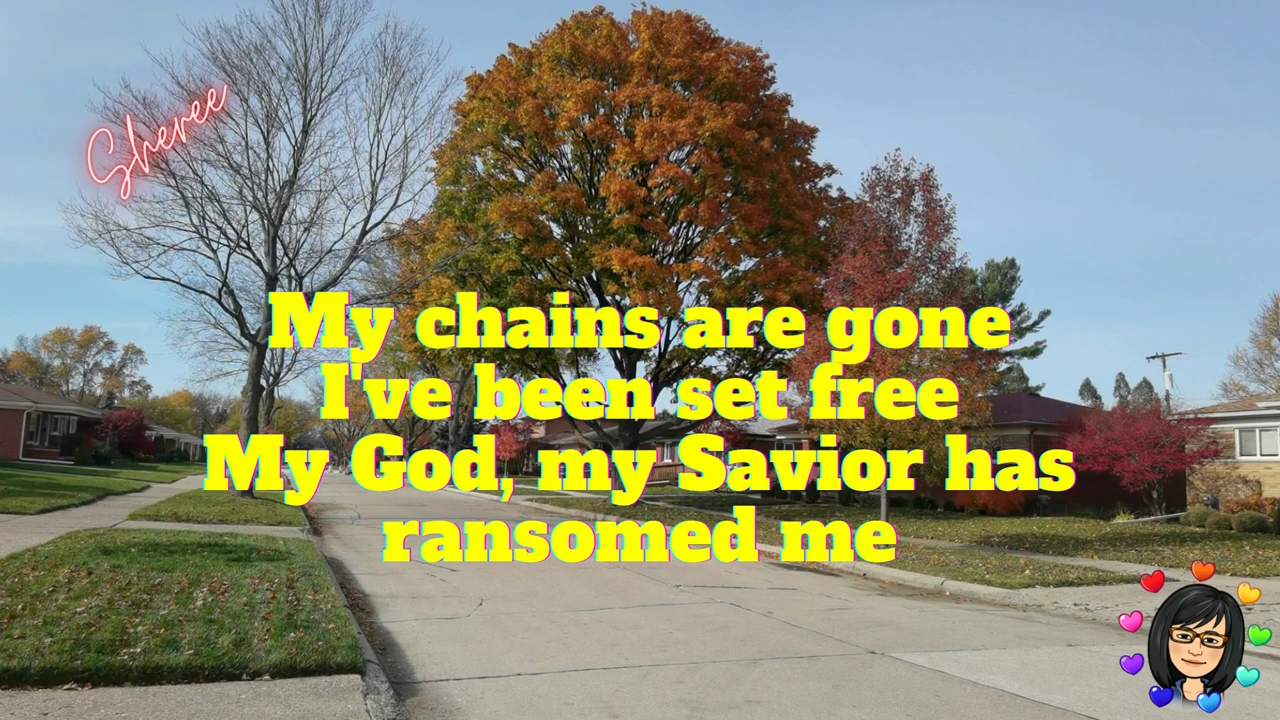 Sheree
My chains are gone
I've been set free
My God, my Savior has
ransomed me